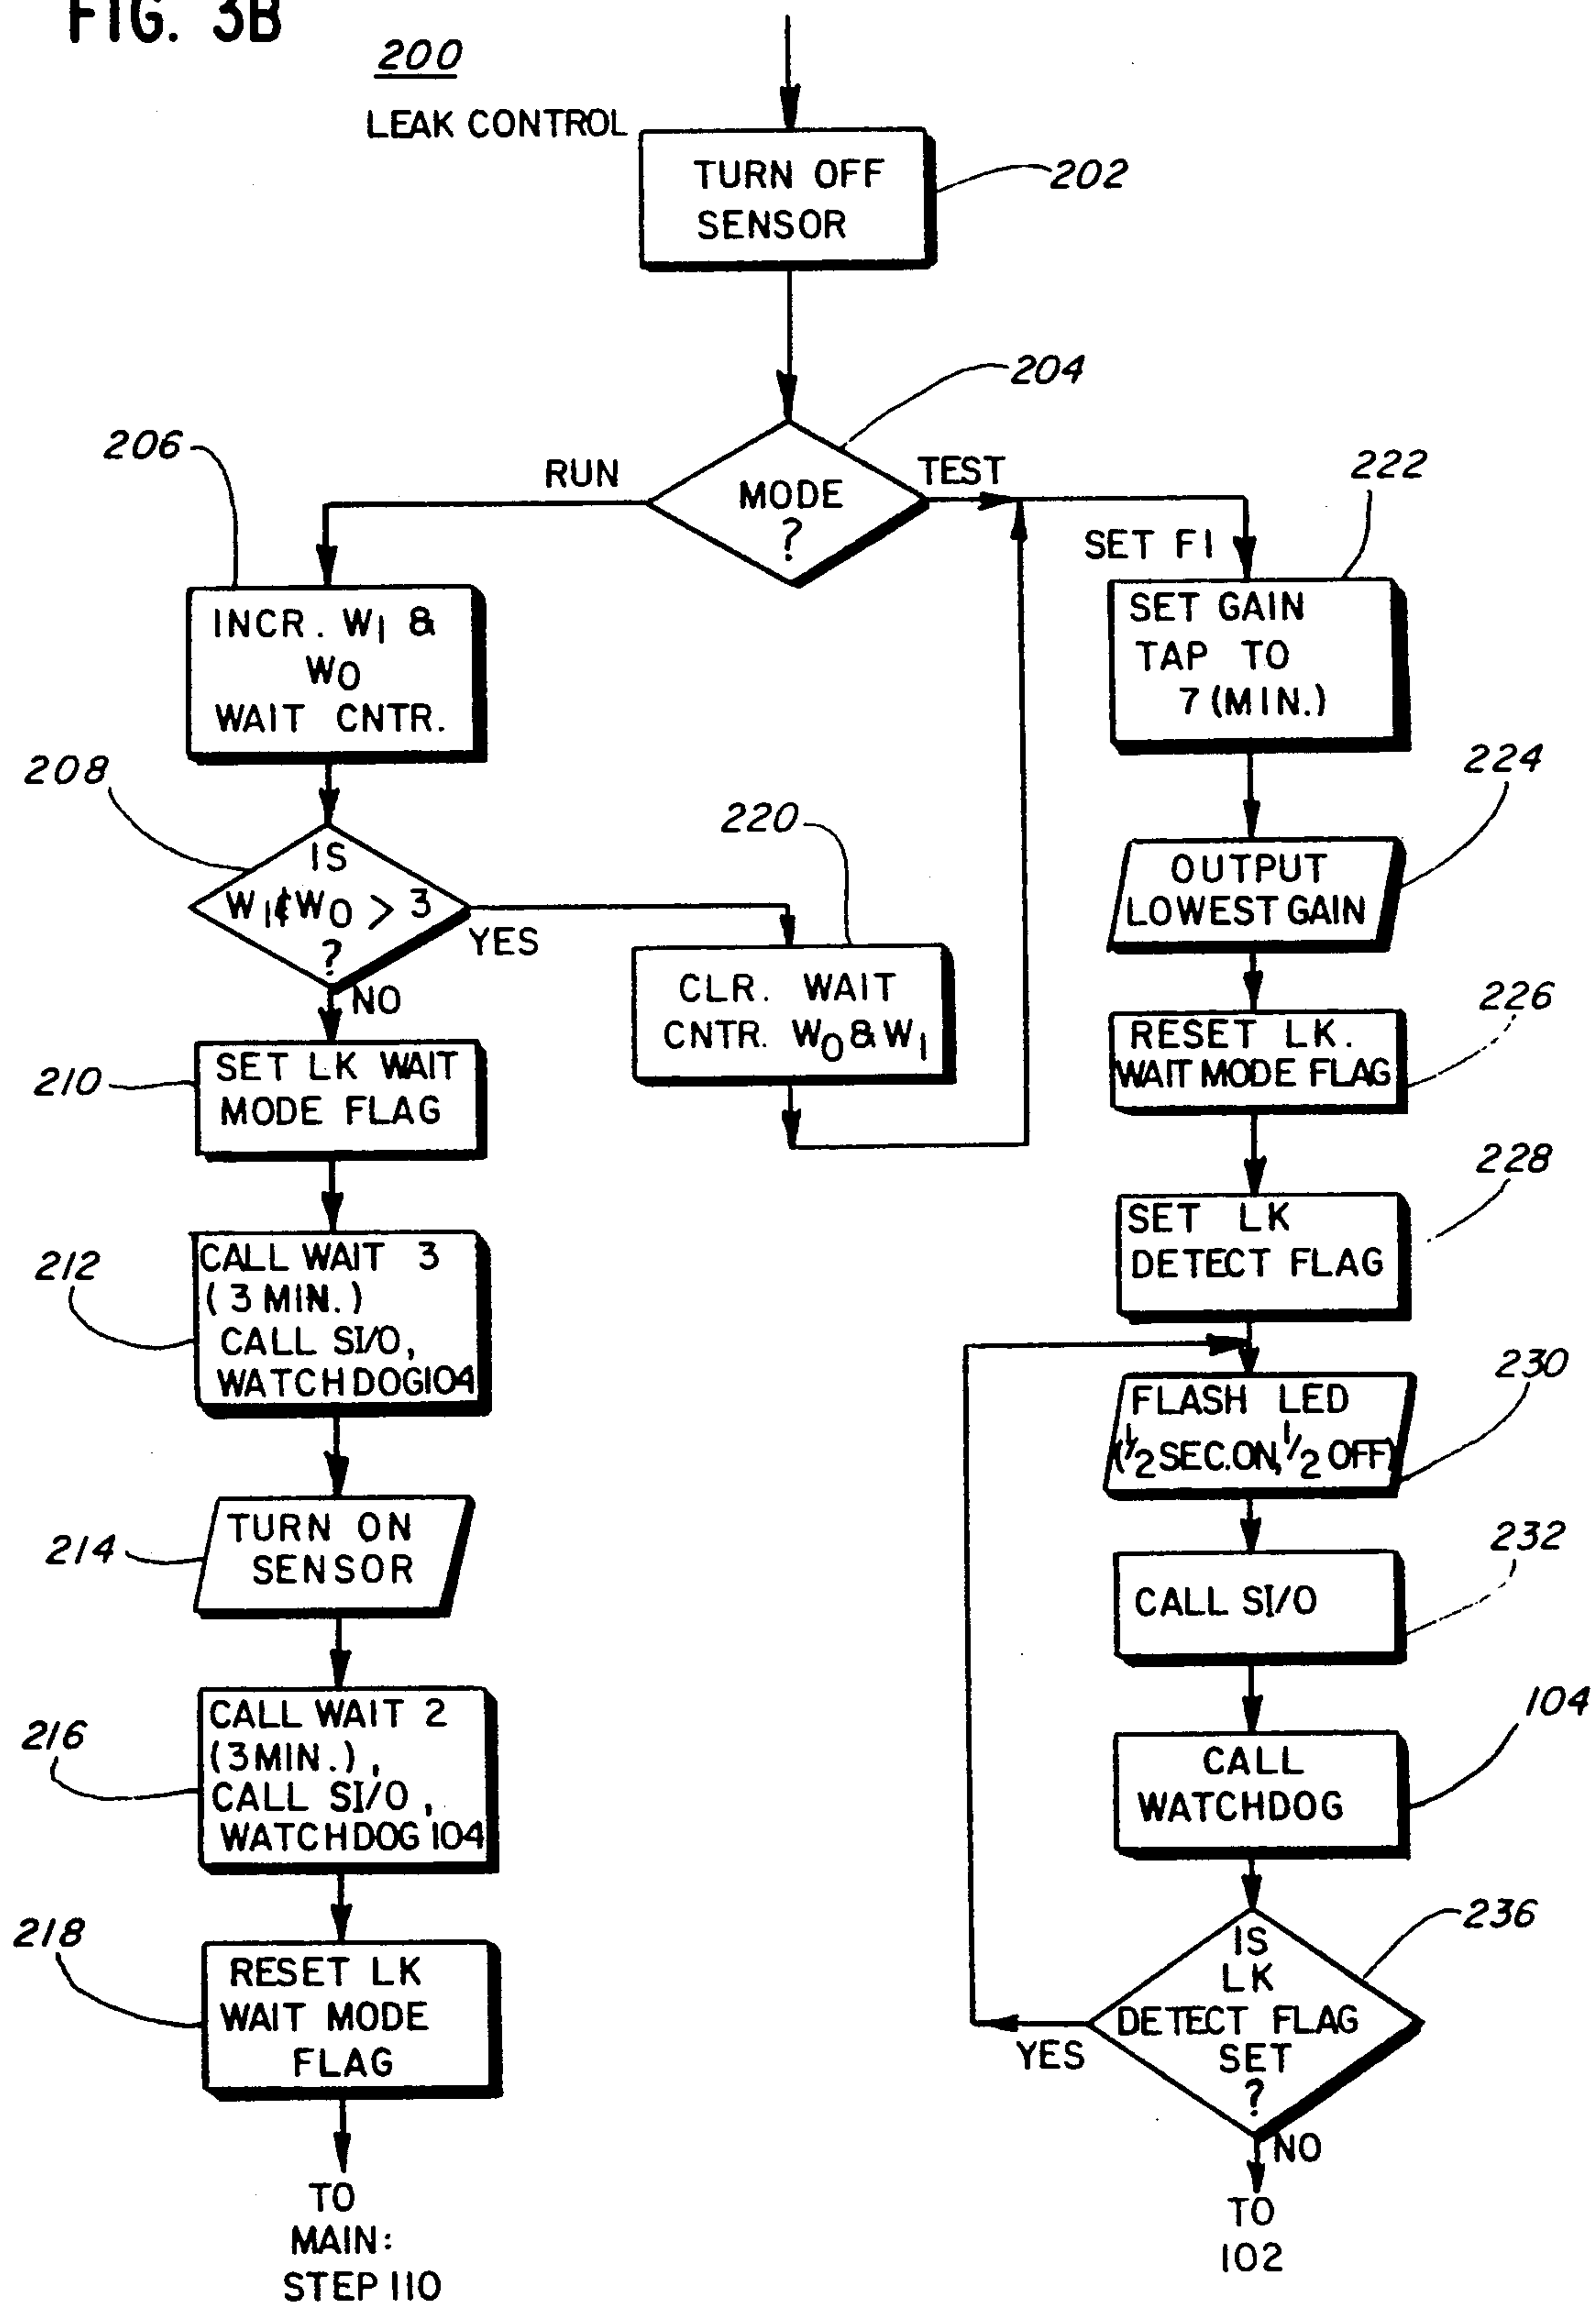 FIG. 3B
200
LEAK CONTROL
TURN OFF
SENSOR
202
204
MODE
?
RUN
TEST
206
INCR. W1 &
W0
WAIT CNTR.
208
IS
W1 & W0 > 3
?
YES
NO
220
CLR. WAIT
CNTR. W0 & W1
210
SET LK WAIT
MODE FLAG
212
CALL WAIT 3
(3 MIN.)
CALL SI/O,
WATCHDOG104
214
TURN ON
SENSOR
216
CALL WAIT 2
(3 MIN.),
CALL SI/O,
WATCHDOG 104
218
RESET LK
WAIT MODE
FLAG
TO
MAIN:
STEP 110
SET F1
222
SET GAIN
TAP TO
7 (MIN.)
224
OUTPUT
LOWEST GAIN
226
RESET LK.
WAIT MODE FLAG
228
SET LK
DETECT FLAG
230
FLASH LED
(1/2 SEC.ON, 1/2 OFF)
232
CALL SI/O
104
CALL
WATCHDOG
236
IS
LK
DETECT FLAG
SET
?
YES
NO
TO
102